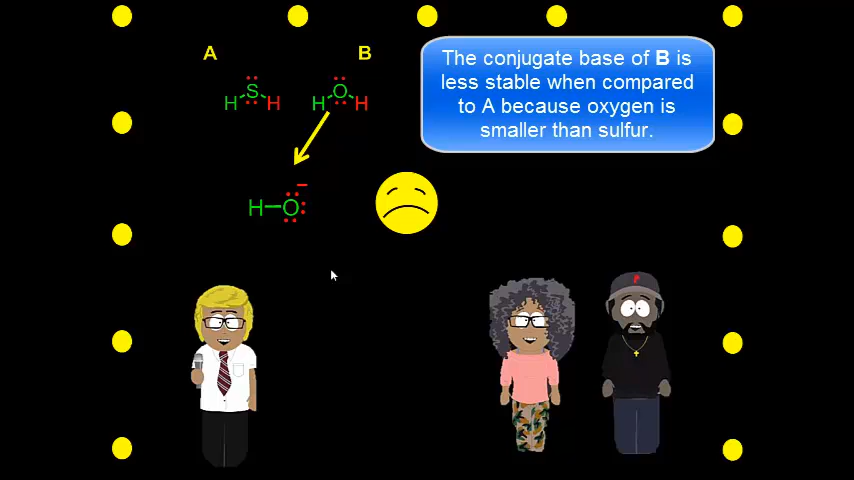 A B
S O
H H H H
The conjugate base of B is
less stable when compared
to A because oxygen is
smaller than sulfur.
H–O –
P